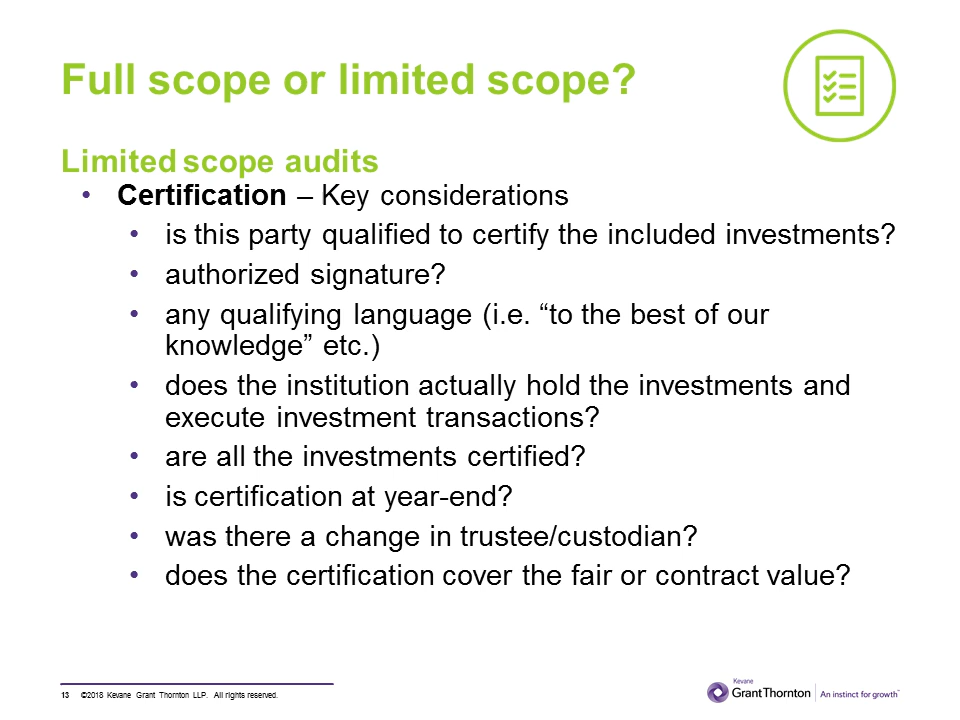 Full scope or limited scope?
Limited scope audits
• Certification – Key considerations
• is this party qualified to certify the included investments?
• authorized signature?
• any qualifying language (i.e. “to the best of our
knowledge” etc.)
• does the institution actually hold the investments and
execute investment transactions?
• are all the investments certified?
• is certification at year-end?
• was there a change in trustee/custodian?
• does the certification cover the fair or contract value?
13 ©2018 Kevane Grant Thornton LLP. All rights reserved.
Kevane
Grant Thornton
An instinct for growth™